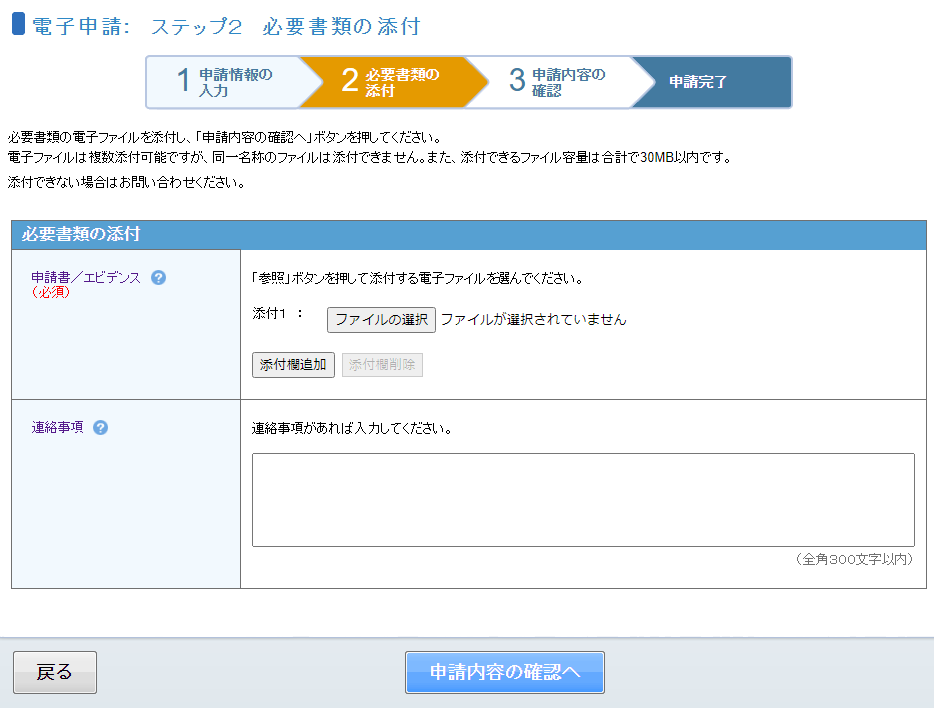 電子申請: ステップ2 必要書類の添付
1 申請情報の
入力
2 必要書類の
添付
3 申請内容の
確認
申請完了
必要書類の電子ファイルを添付し、「申請内容の確認へ」ボタンを押してください。
電子ファイルは複数添付可能ですが、同一名称のファイルは添付できません。また、添付できるファイル容量は合計で30MB以内です。
添付できない場合はお問い合わせください。
必要書類の添付
申請書/エビデンス ?
(必須)
「参照」ボタンを押して添付する電子ファイルを選んでください。
添付1 : ファイルの選択 ファイルが選択されていません
添付欄追加 添付欄削除
連絡事項 ?
連絡事項があれば入力してください。
(全角300文字以内)
戻る 申請内容の確認へ